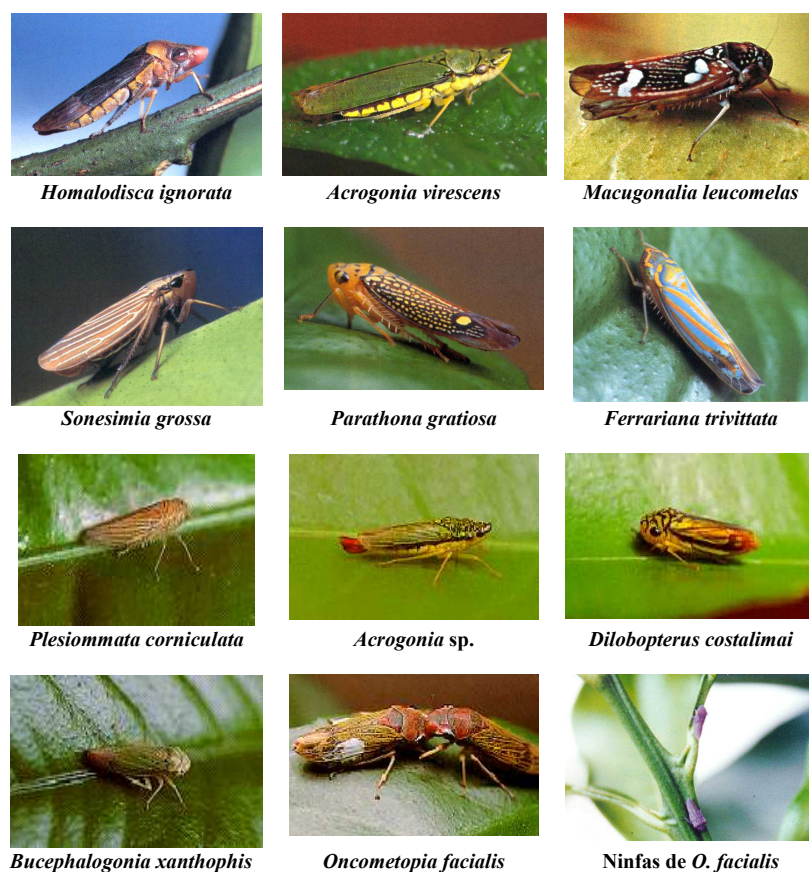 Homalodisca ignorata
Acrogonia virescens
Macugonalia leucomelas
Sonesimia grossa
Parathona gratiosa
Ferrariana trivittata
Plesiommata corniculata
Acrogonia sp.
Dilobopterus costalimai
Bucephalogonia xanthophis
Oncometopia facialis
Ninfas de O. facialis